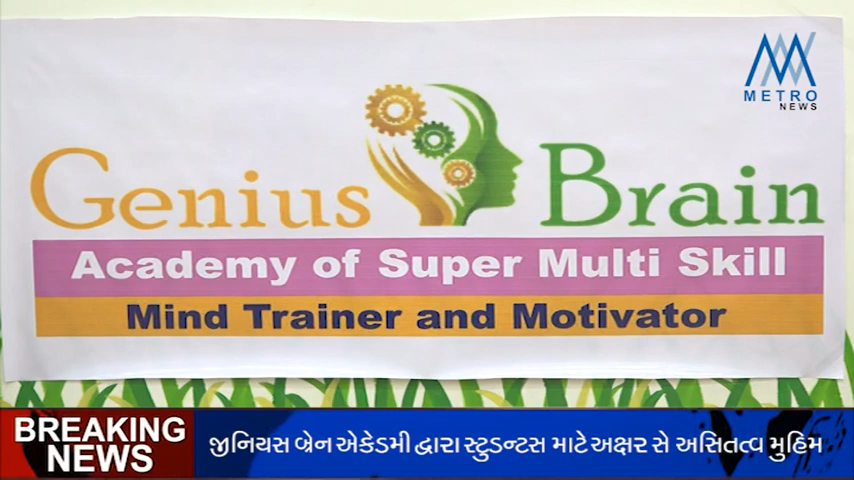 METRO
NEWS
Genius Brain
Academy of Super Multi Skill
Mind Trainer and Motivator
BREAKING
NEWS
જીનિયસ બ્રેન એકેડમી દ્વારા સ્ટુડન્ટસ માટે અક્ષર સે અસિતત્વ મુહિમ